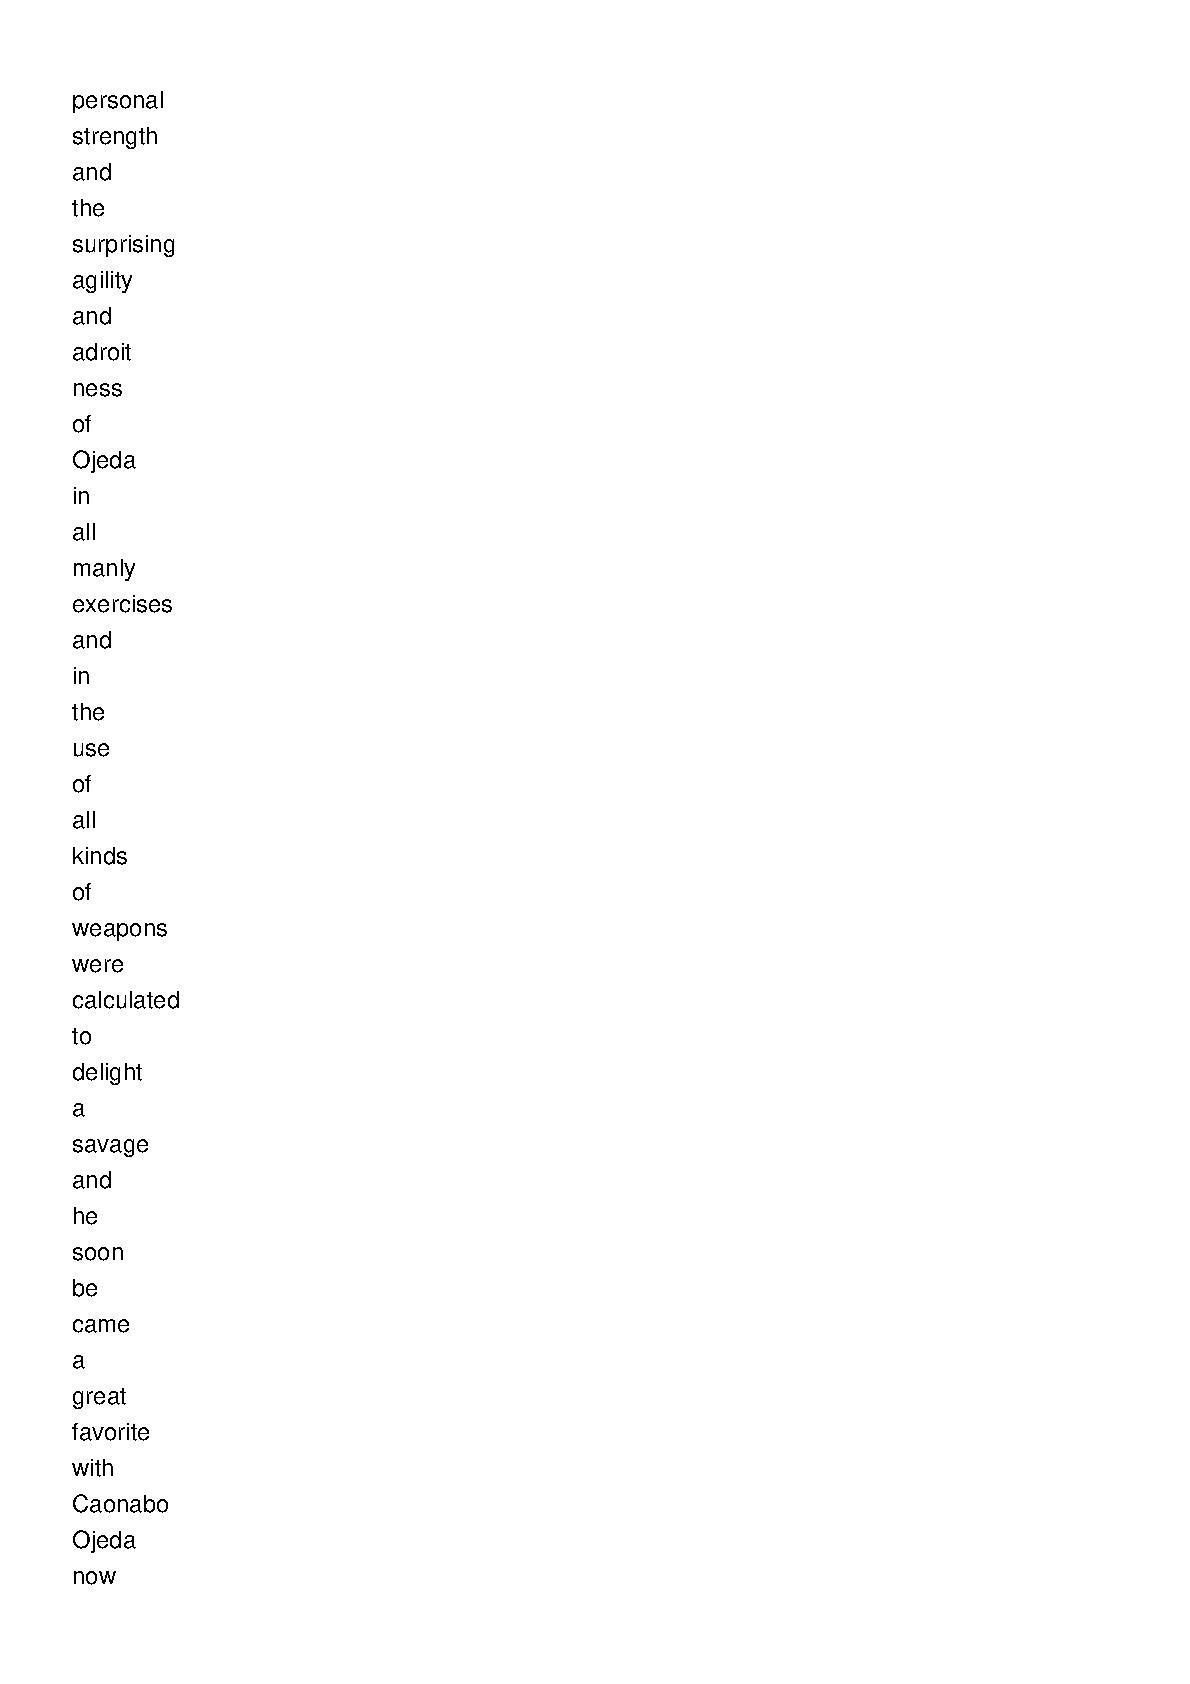 personal
strength
and
the
surprising
agility
and
adroit
ness
of
Ojeda
in
all
manly
exercises
and
in
the
use
of
all
kinds
of
weapons
were
calculated
to
delight
a
savage
and
he
soon
be
came
a
great
favorite
with
Caonabo
Ojeda
now